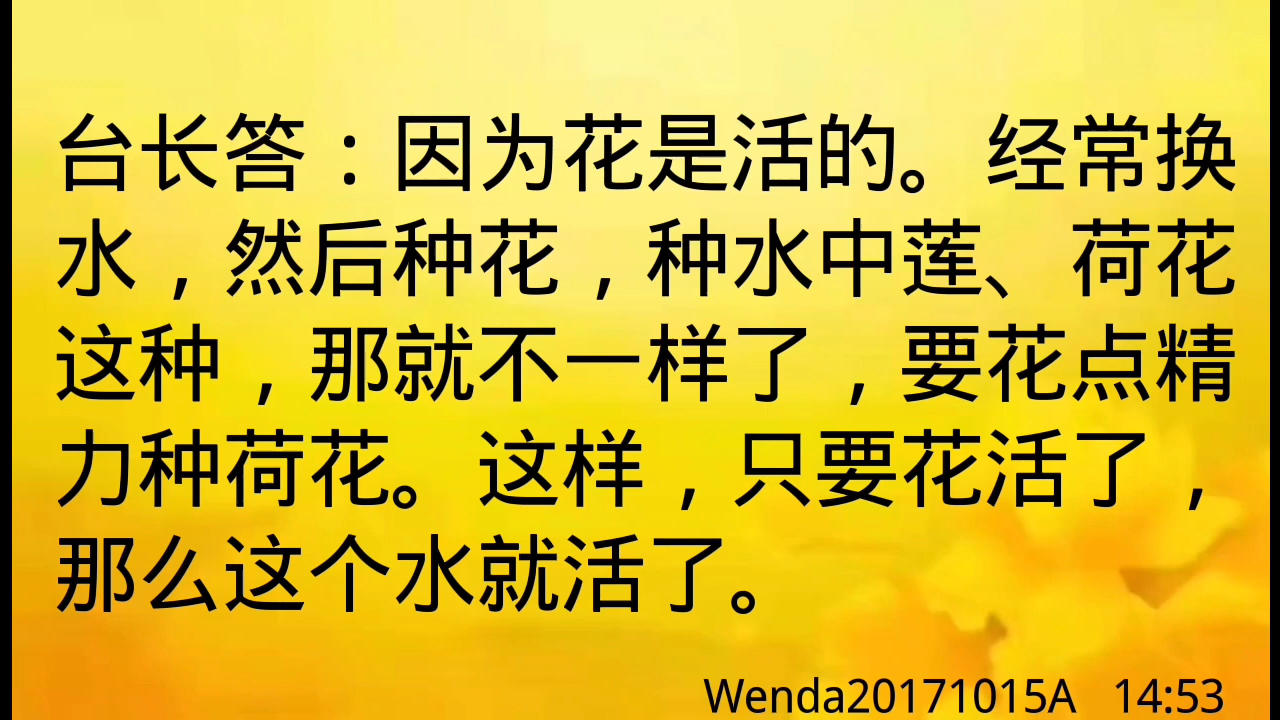 台长答：因为花是活的。经常换
水，然后种花，种水中莲、荷花
这种，那就不一样了，要花点精
力种荷花。这样，只要花活了，
那么这个水就活了。
Wenda20171015A 14:53